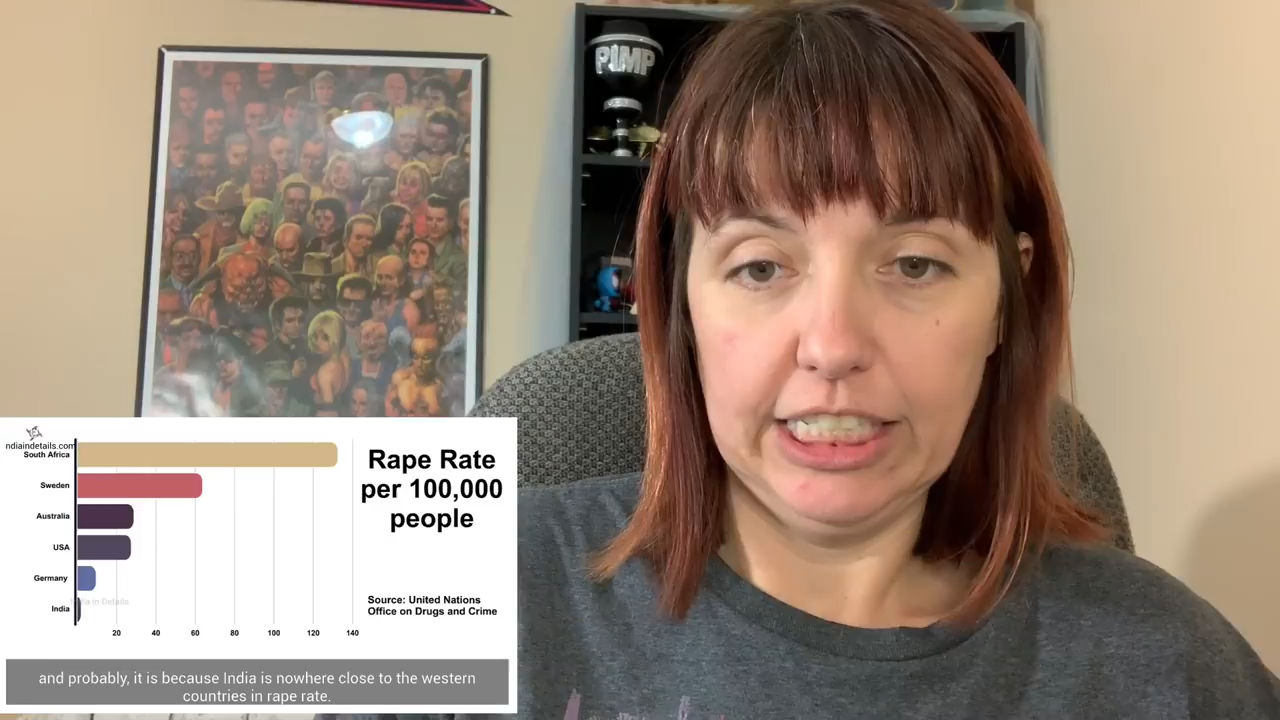 PIMP
ndiaindetails.com
South Africa
Sweden
Australia
USA
Germany
India
20 40 60 80 100 120 140
Rape Rate
per 100,000
people
Source: United Nations
Office on Drugs and Crime
and probably, it is because India is nowhere close to the western
countries in rape rate.